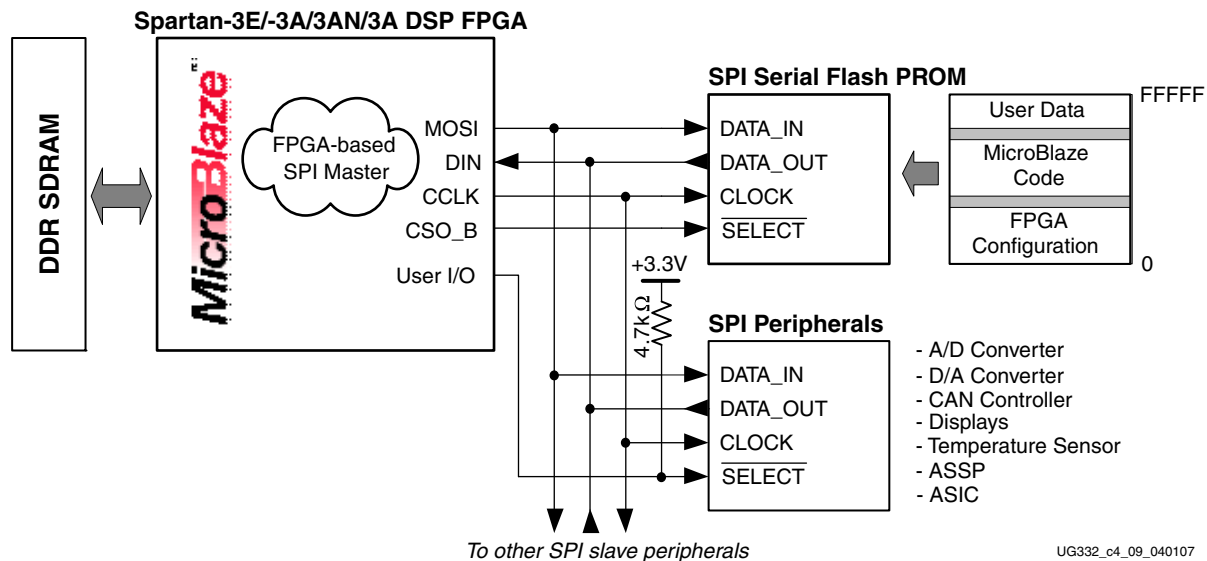 Spartan-3E/-3A/3AN/3A DSP FPGA
DDR SDRAM
MicroBlaze™
FPGA-based
SPI Master
MOSI
DIN
CCLK
CSO_B
User I/O
SPI Serial Flash PROM
DATA_IN
DATA_OUT
CLOCK
SELECT
User Data
MicroBlaze
Code
FPGA
Configuration
FFFFF
0
+3.3V
4.7kΩ
SPI Peripherals
DATA_IN
DATA_OUT
CLOCK
SELECT
- A/D Converter
- D/A Converter
- CAN Controller
- Displays
- Temperature Sensor
- ASSP
- ASIC
To other SPI slave peripherals
UG332_c4_09_040107